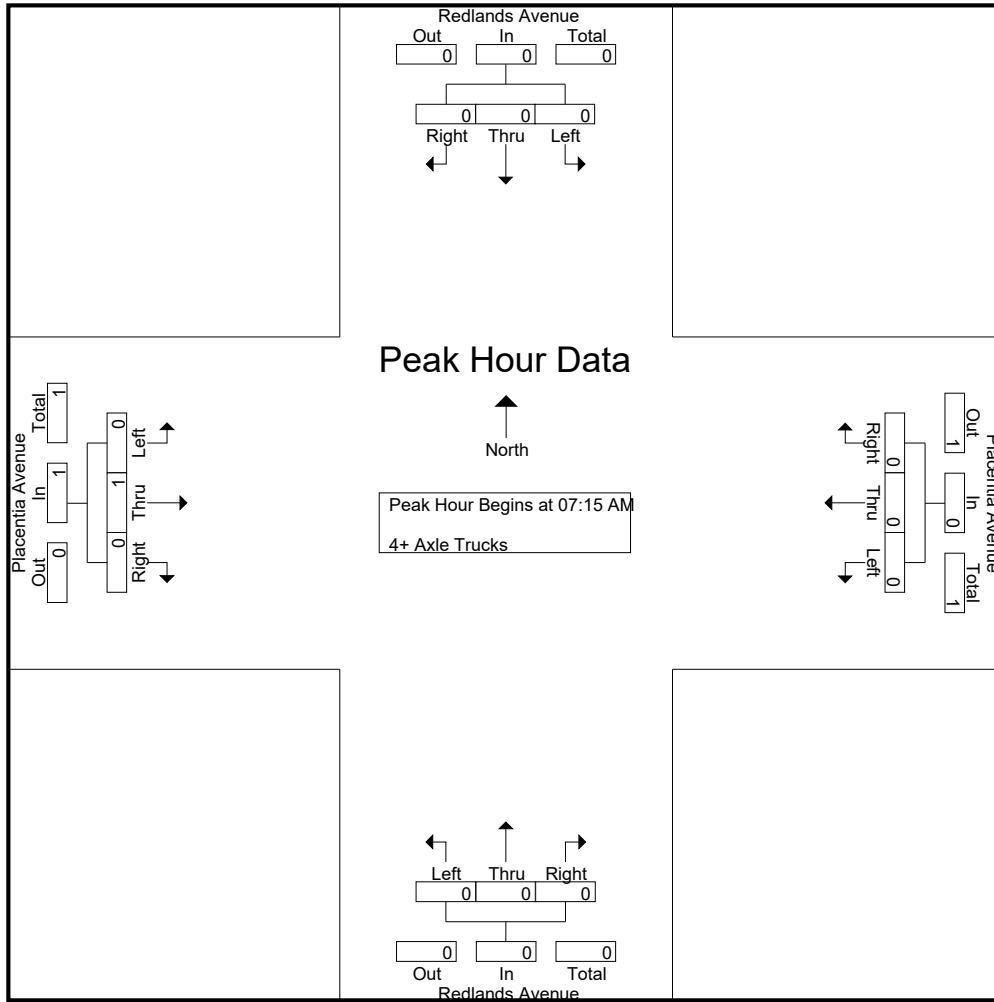 Redlands Avenue
Out In Total
0 0 0
0 0 0
Right Thru Left
Peak Hour Data
North
Peak Hour Begins at 07:15 AM
4+ Axle Trucks
Placentia Avenue
Out In Total
0 1 1
0 1 0
Left Thru Right
Placentia Avenue
Out In Total
1 0 1
0 0 0
Right Thru Left
Left Thru Right
0 0 0
0 0 0
Out In Total
Redlands Avenue